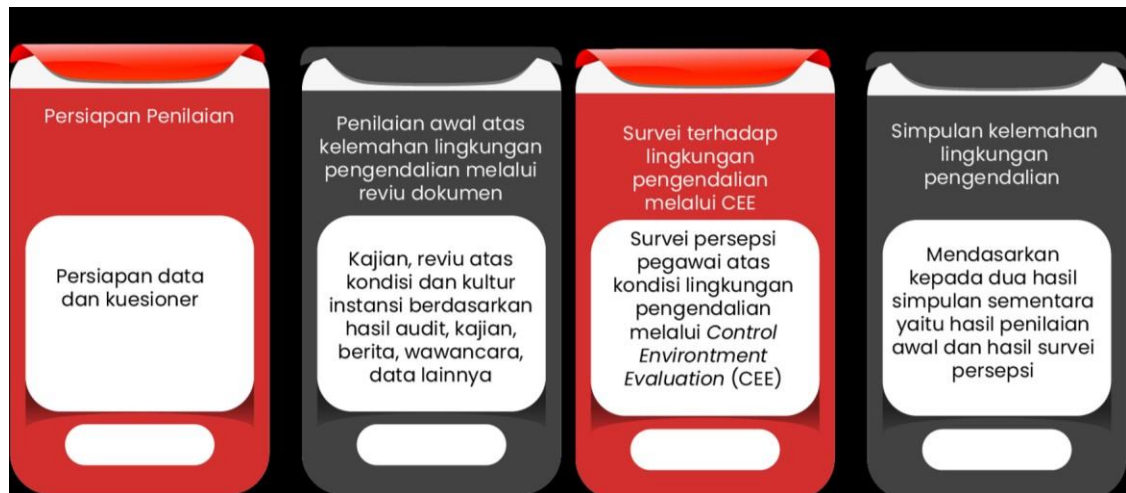 Persiapan Penilaian
Persiapan data
dan kuesioner
Penilaian awal atas
kelemahan lingkungan
pengendalian melalui
reviu dokumen
Kajian, reviu atas
kondisi dan kultur
instansi berdasarkan
hasil audit, kajian,
berita, wawancara,
data lainnya
Survei terhadap
lingkungan
pengendalian
melalui CEE
Survei persepsi
pegawai atas
kondisi lingkungan
pengendalian
melalui Control
Environtment
Evaluation (CEE)
Simpulan kelemahan
lingkungan
pengendalian
Mendasarkan
kepada dua hasil
simpulan sementara
yaitu hasil penilaian
awal dan hasil survei
persepsi